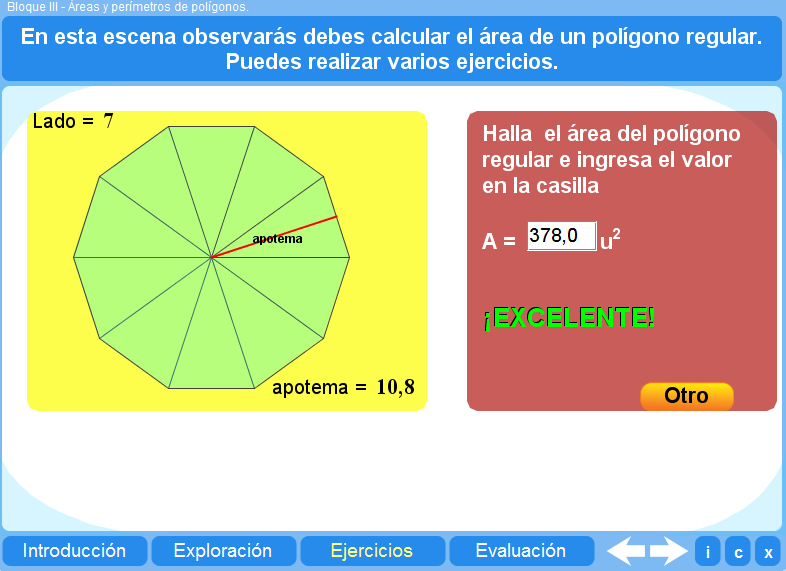 Bloque III - Áreas y perímetros de polígonos.
En esta escena observarás debes calcular el área de un polígono regular.
Puedes realizar varios ejercicios.
Lado = 7
apotema
apotema = 10,8
Halla el área del polígono
regular e ingresa el valor
en la casilla
A = 378,0 u²
¡EXCELENTE!
Otro
Introducción
Exploración
Ejercicios
Evaluación
i
c
x